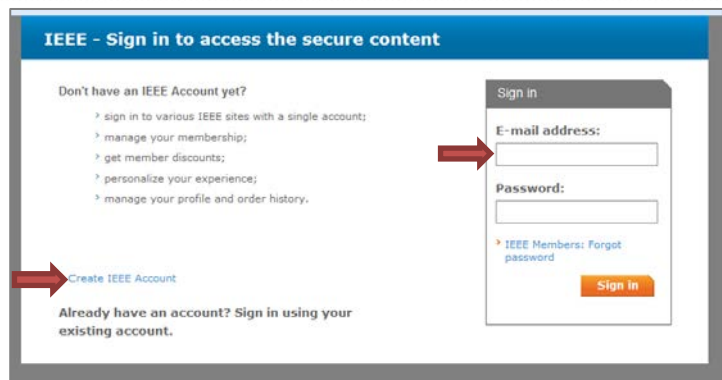 IEEE - Sign in to access the secure content
Don't have an IEEE Account yet?
sign in to various IEEE sites with a single account;
manage your membership;
get member discounts;
personalize your experience;
manage your profile and order history.
Create IEEE Account
Already have an account? Sign in using your
existing account.
Sign in
E-mail address:
Password:
IEEE Members: Forgot
password
Sign in